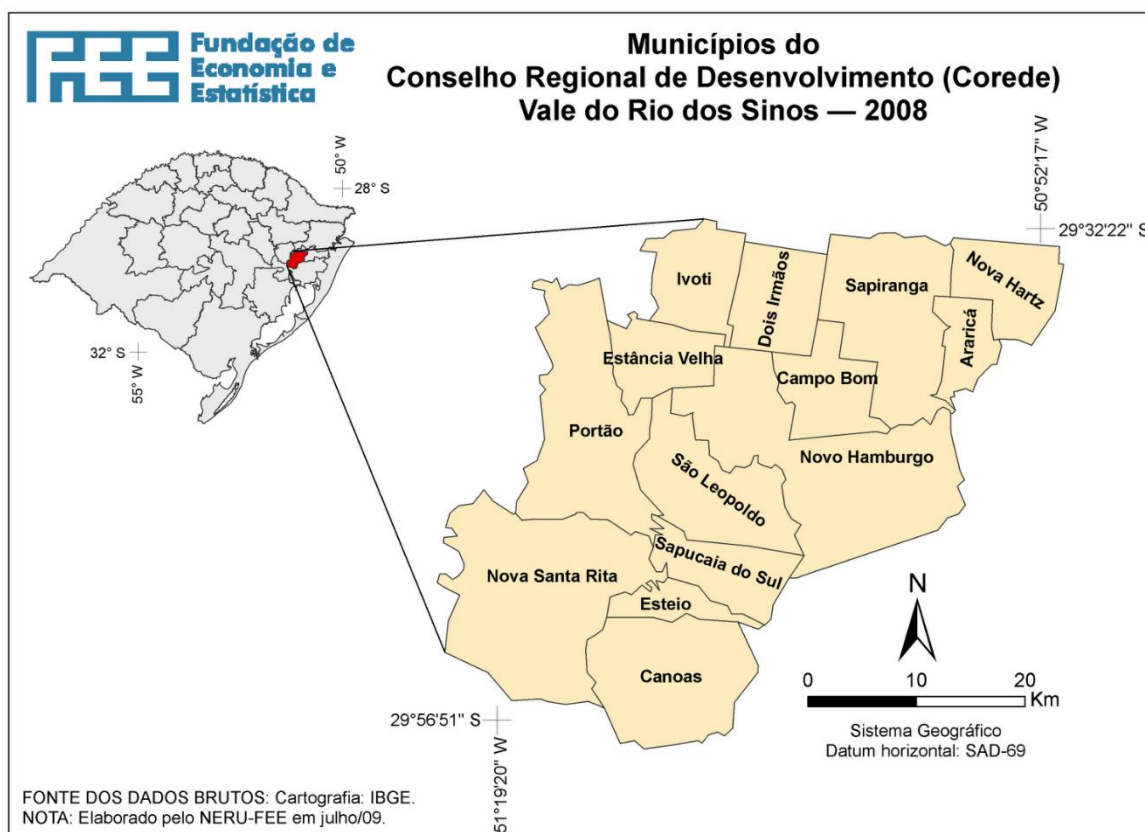 FEE
Fundação de
Economia e
Estatística
Municípios do
Conselho Regional de Desenvolvimento (Corede)
Vale do Rio dos Sinos — 2008
50° W
28° S
32° S
55° W
50°52'17" W
29°32'22" S
Ivoti
Dois Irmãos
Sapiranga
Nova Hartz
Araricá
Estância Velha
Campo Bom
Portão
Novo Hamburgo
São Leopoldo
Sapucaia do Sul
Nova Santa Rita
Esteio
Canoas
N
0 10 20
Km
Sistema Geográfico
Datum horizontal: SAD-69
29°56'51" S
51°19'20" W
FONTE DOS DADOS BRUTOS: Cartografia: IBGE.
NOTA: Elaborado pelo NERU-FEE em julho/09.